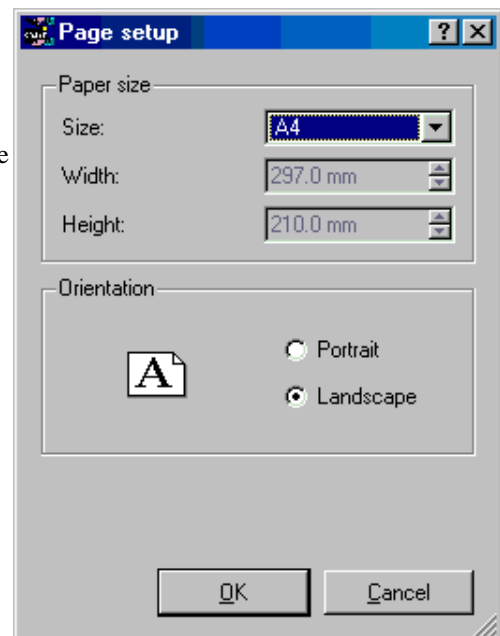 Page setup
Paper size
Size: A4
e
Width: 297.0 mm
Height: 210.0 mm
Orientation
A
Portrait
Landscape
OK Cancel